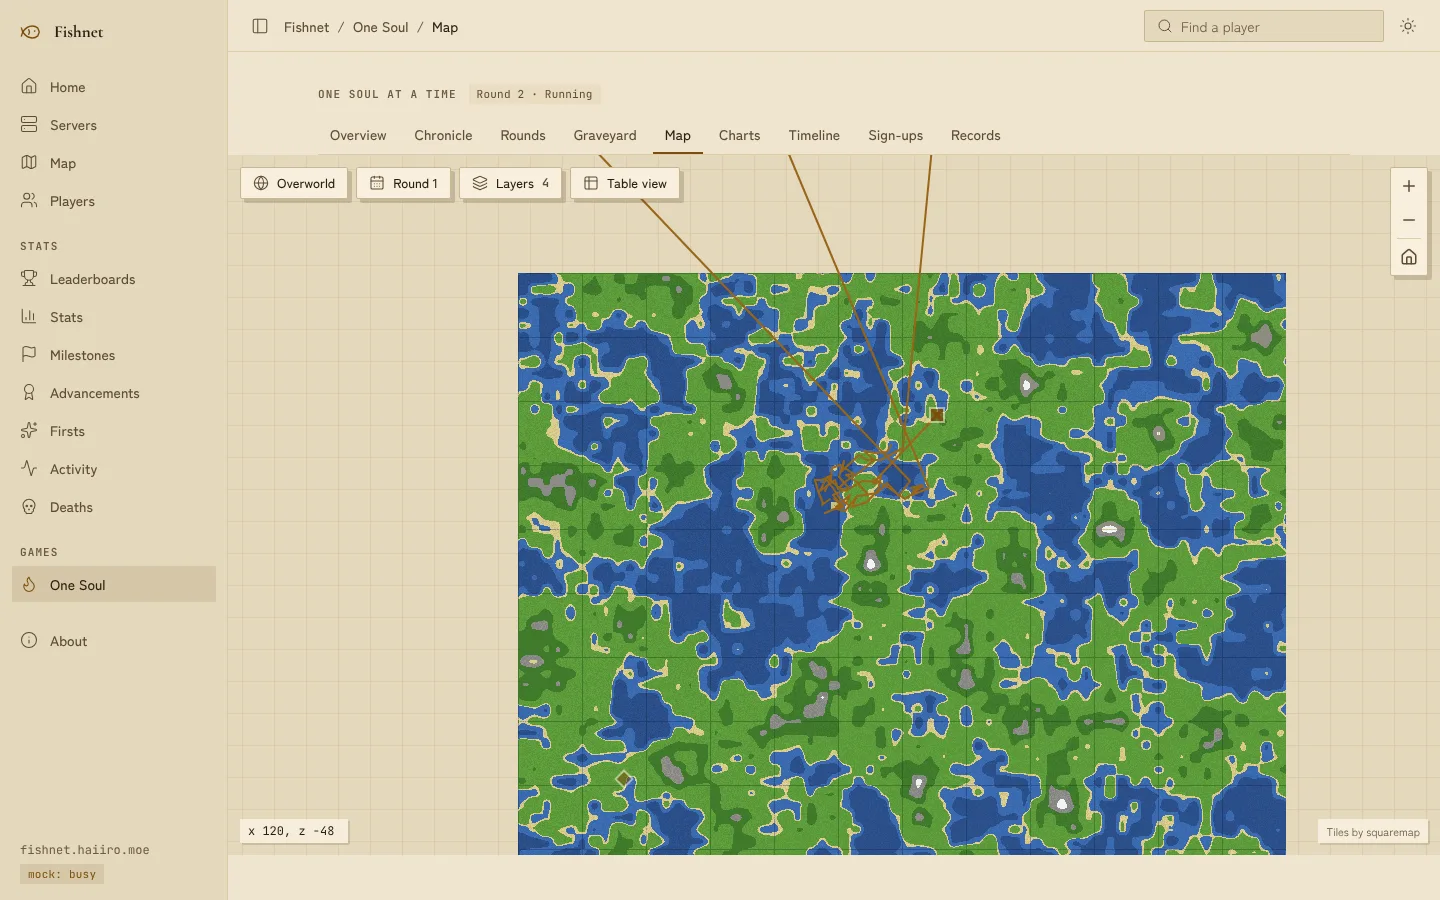 Fishnet
Home
Servers
Map
Players
STATS
Leaderboards
Stats
Milestones
Advancements
Firsts
Activity
Deaths
GAMES
One Soul
About
fishnet.haiiro.moe
mock: busy
Fishnet / One Soul / Map
Find a player
ONE SOUL AT A TIME
Round 2 · Running
Overview
Chronicle
Rounds
Graveyard
Map
Charts
Timeline
Sign-ups
Records
Overworld
Round 1
Layers 4
Table view
x 120, z -48
Tiles by squaremap